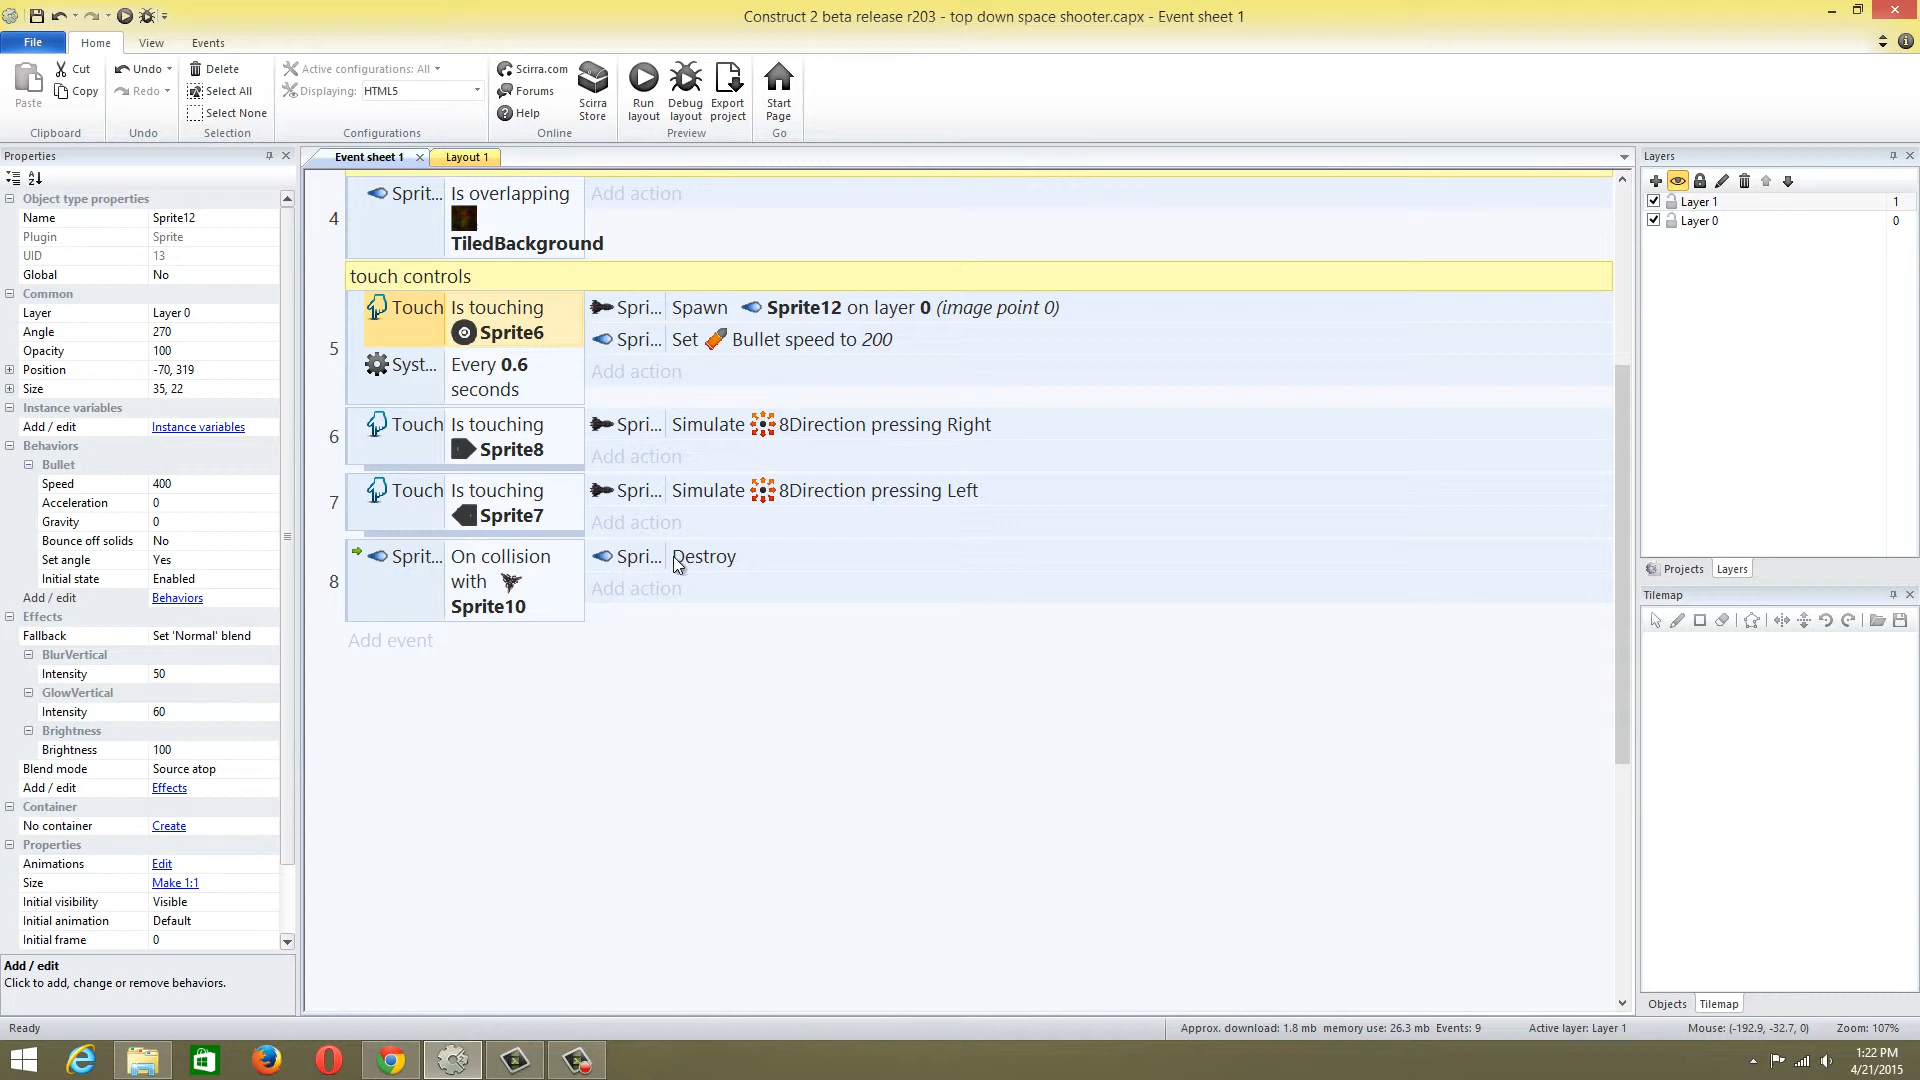 Construct 2 beta release r203 - top down space shooter.capx - Event sheet 1
File Home View Events
Paste Cut Copy Clipboard
Undo Redo Undo
Delete Select All Select None Selection
Active configurations: All
Displaying: HTML5
Configurations
Scirra.com Forums Help Scirra Store Online
Run layout Debug layout Export project Preview
Start Page Go
Properties
Object type properties
Name Sprite12
Plugin Sprite
UID 13
Global No
Common
Layer Layer 0
Angle 270
Opacity 100
Position -70, 319
Size 35, 22
Instance variables
Add / edit Instance variables
Behaviors
Bullet
Speed 400
Acceleration 0
Gravity 0
Bounce off solids No
Set angle Yes
Initial state Enabled
Add / edit Behaviors
Effects
Fallback Set 'Normal' blend
BlurVertical
Intensity 50
GlowVertical
Intensity 60
Brightness
Brightness 100
Blend mode Source atop
Add / edit Effects
Container
No container Create
Properties
Animations Edit
Size Make 1:1
Initial visibility Visible
Initial animation Default
Initial frame 0
Add / edit
Click to add, change or remove behaviors.
Event sheet 1 Layout 1
4 Sprit... Is overlapping Add action
TiledBackground
touch controls
5 Touch Is touching Sprite6
Spri... Spawn Sprite12 on layer 0 (image point 0)
Spri... Set Bullet speed to 200
Syst... Every 0.6 seconds
Add action
6 Touch Is touching Sprite8
Spri... Simulate 8Direction pressing Right
Add action
7 Touch Is touching Sprite7
Spri... Simulate 8Direction pressing Left
Add action
8 Sprit... On collision with Sprite10
Spri... Destroy
Add action
Add event
Layers
Layer 1 1
Layer 0 0
Projects Layers
Tilemap
Objects Tilemap
Ready Approx. download: 1.8 mb memory use: 26.3 mb Events: 9 Active layer: Layer 1 Mouse: (-192.9, -32.7, 0) Zoom: 107%
1:22 PM
4/21/2015